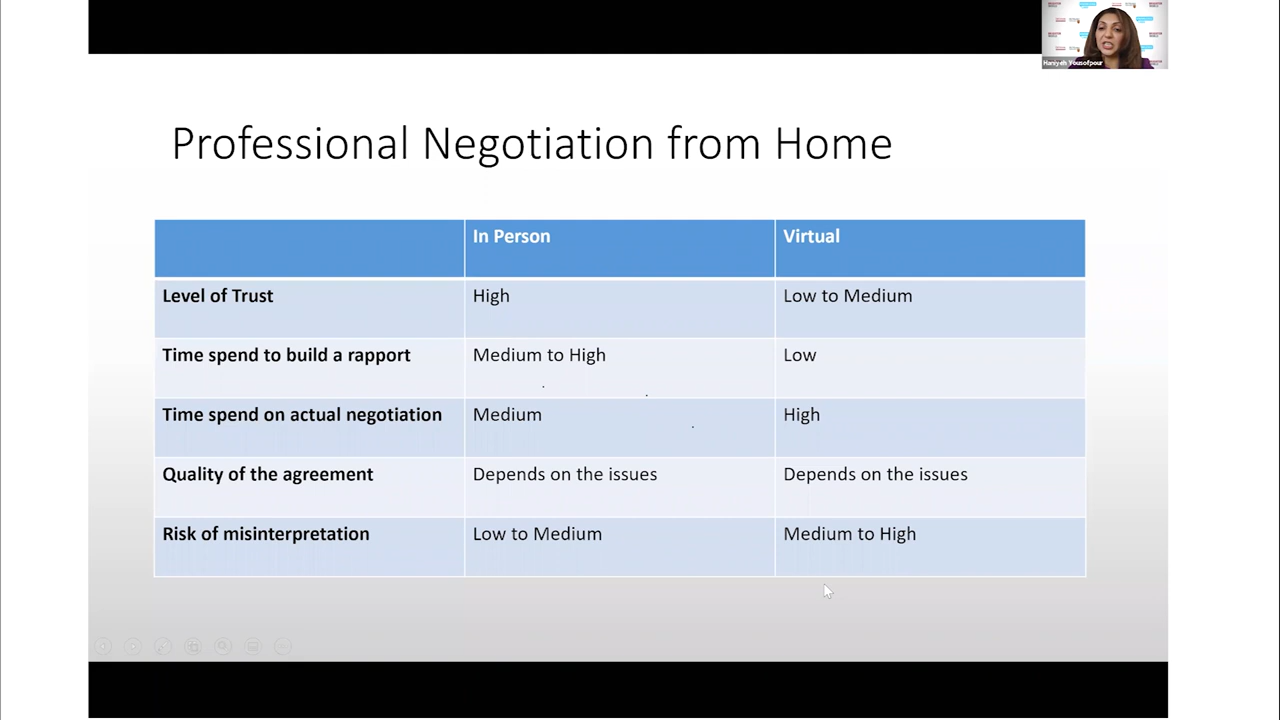 Haniyeh Yousofpour
Professional Negotiation from Home
In Person Virtual
Level of Trust High Low to Medium
Time spend to build a rapport Medium to High Low
Time spend on actual negotiation Medium High
Quality of the agreement Depends on the issues Depends on the issues
Risk of misinterpretation Low to Medium Medium to High